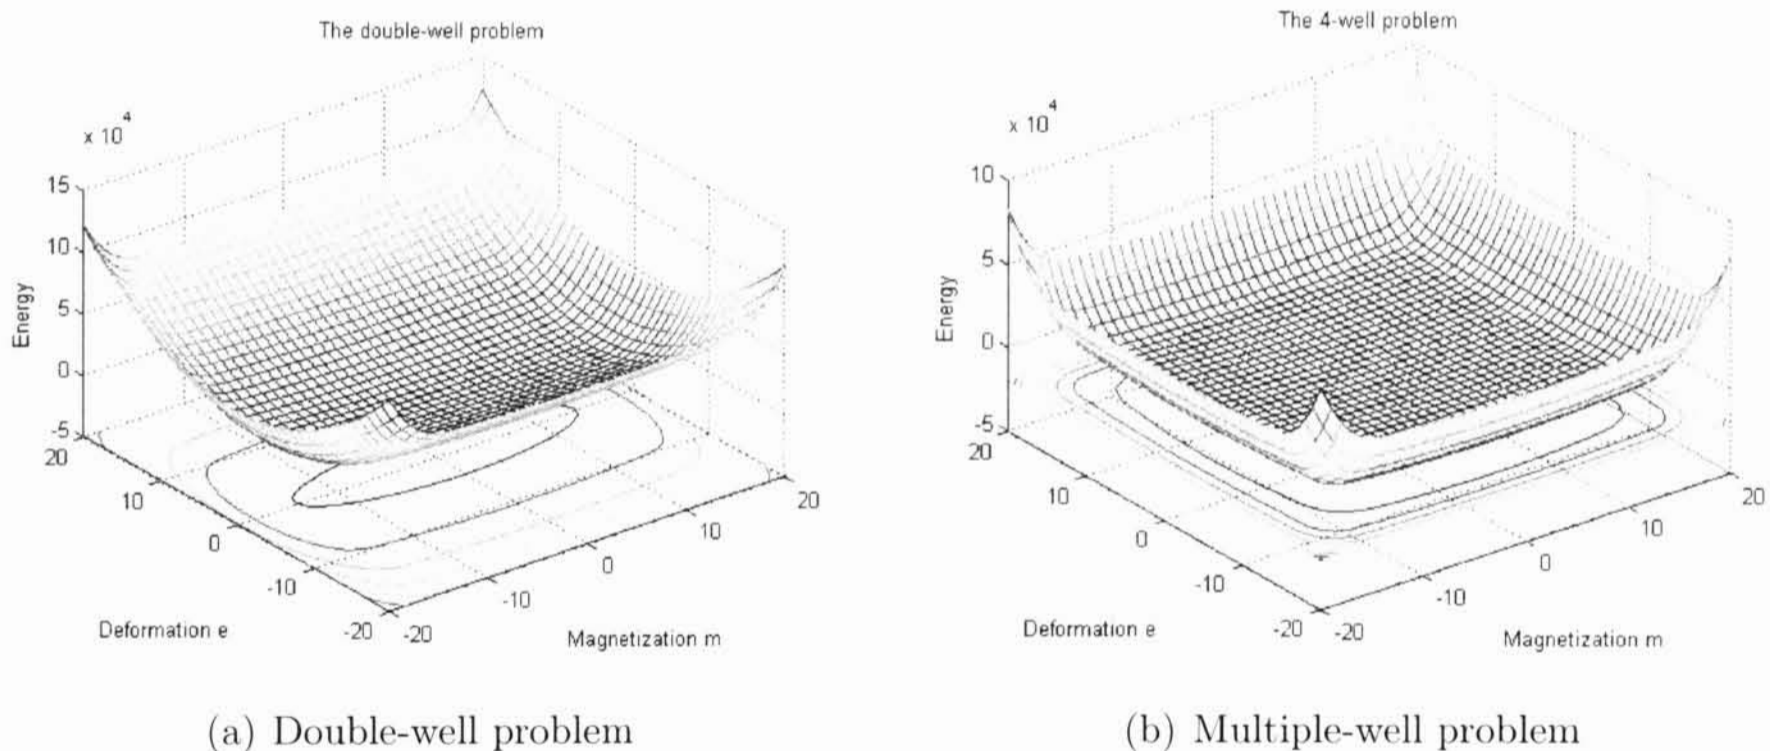 The double-well problem
x 10 4
15
10
5
0
-5
Energy
20
10
0
-10
-20
Deformation e
-20
-10
0
10
20
Magnetization m
(a) Double-well problem
The 4-well problem
x 10 4
10
5
0
-5
Energy
20
10
0
-10
-20
Deformation e
-20
-10
0
10
20
Magnetization m
(b) Multiple 4-well problem